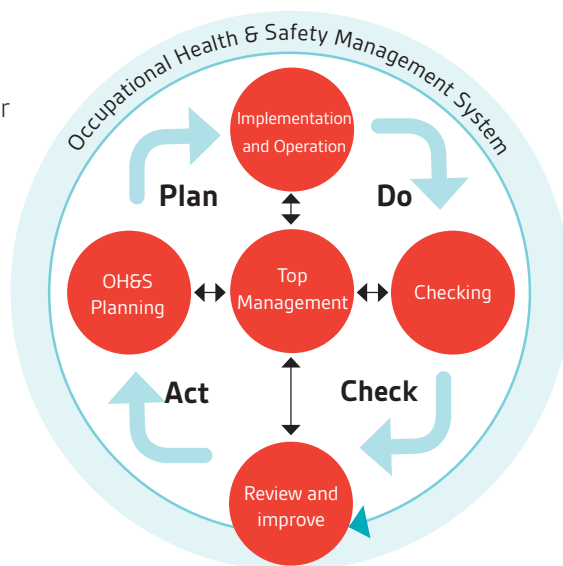 Occupational Health & Safety Management System
r
Implementation
and Operation
Plan
Do
OH&S
Planning
Top
Management
Checking
Act
Check
Review and
improve